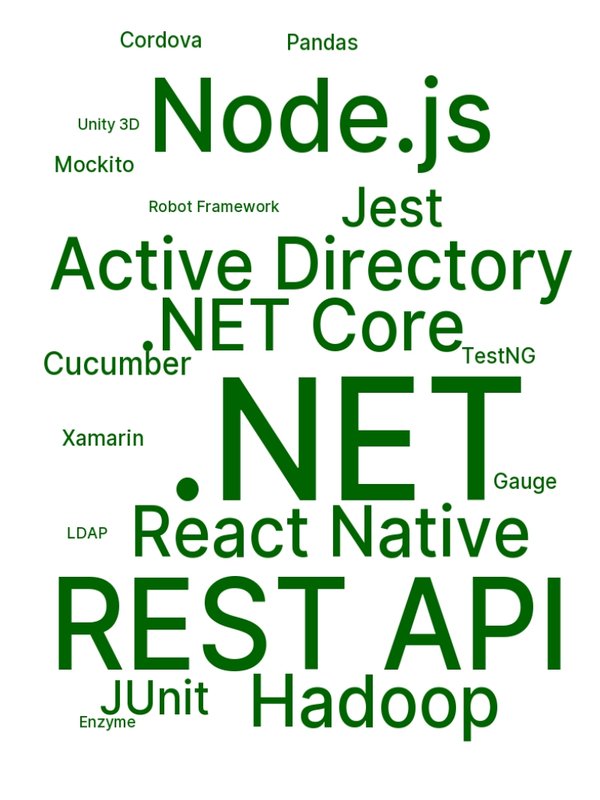 Cordova
Pandas
Node.js
Unity 3D
Mockito
Robot Framework
Jest
Active Directory
.NET Core
TestNG
Cucumber
.NET
Xamarin
Gauge
React Native
LDAP
REST API
JUnit
Hadoop
Enzyme